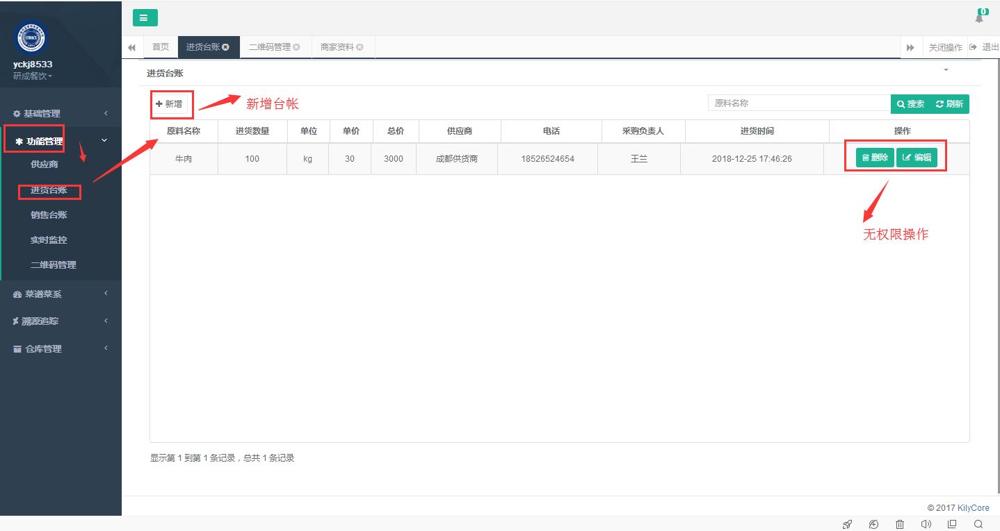 0
首页
进货台账
二维码管理
商家资料
关闭操作
退出
yckj8533
研成餐饮
基础管理
功能管理
供应商
进货台账
销售台账
实时监控
二维码管理
菜谱菜系
溯源追踪
仓库管理
进货台账
新增
新增台帐
原料名称
搜索
刷新
原料名称 进货数量 单位 单价 总价 供应商 电话 采购负责人 进货时间 操作
牛肉 100 kg 30 3000 成都供货商 18526524654 王兰 2018-12-25 17:46:26 删除 编辑
无权限操作
显示第 1 到第 1 条记录，总共 1 条记录
© 2017 KilyCore